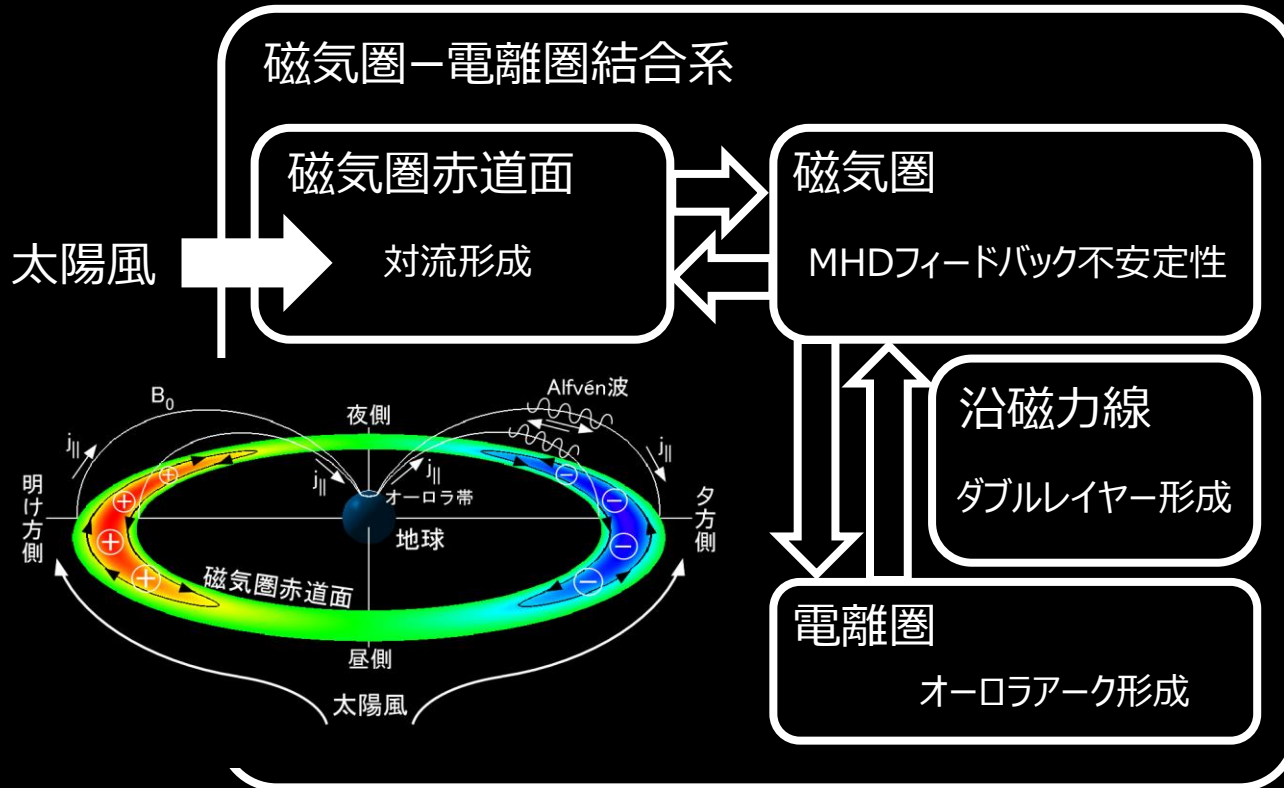 磁気圏ー電離圏結合系
磁気圏赤道面
対流形成
磁気圏
MHDフィードバック不安定性
太陽風
沿磁力線
ダブルレイヤー形成
電離圏
オーロラアーク形成
B₀
Alfvén波
夜側
j||
j||
j||
j||
オーロラ帯
明け方側
夕方側
地球
磁気圏赤道面
昼側
太陽風
+
+
+
+
−
−
−
−